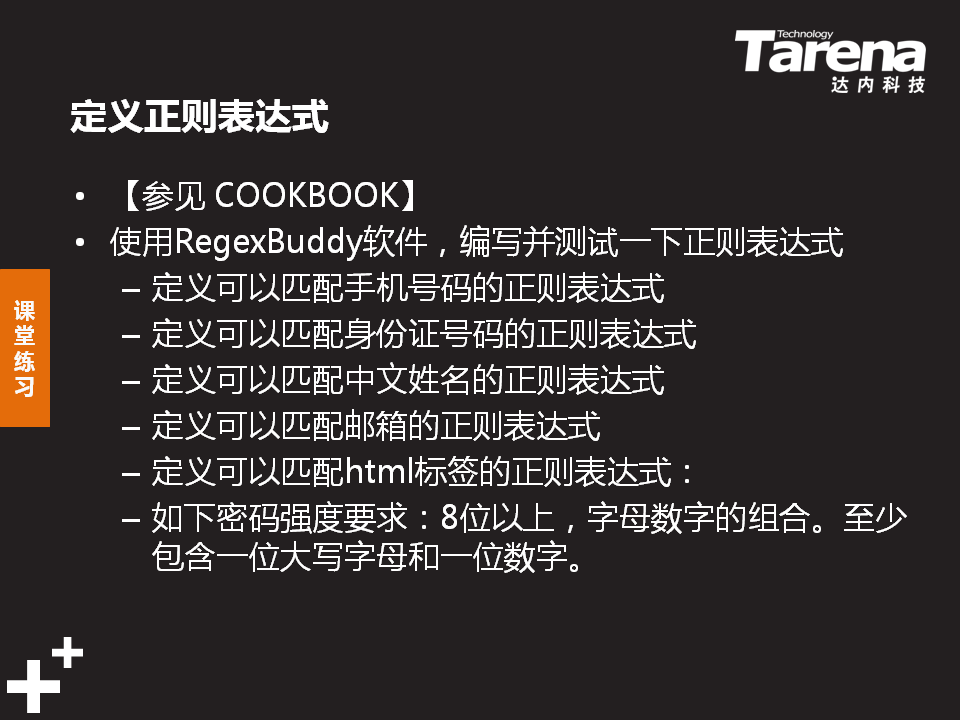 Technology
Tarena
达内科技
定义正则表达式
• 【参见 COOKBOOK】
• 使用RegexBuddy软件，编写并测试一下正则表达式
– 定义可以匹配手机号码的正则表达式
– 定义可以匹配身份证号码的正则表达式
– 定义可以匹配中文姓名的正则表达式
– 定义可以匹配邮箱的正则表达式
– 定义可以匹配html标签的正则表达式：
– 如下密码强度要求：8位以上，字母数字的组合。至少
包含一位大写字母和一位数字。
课堂练习